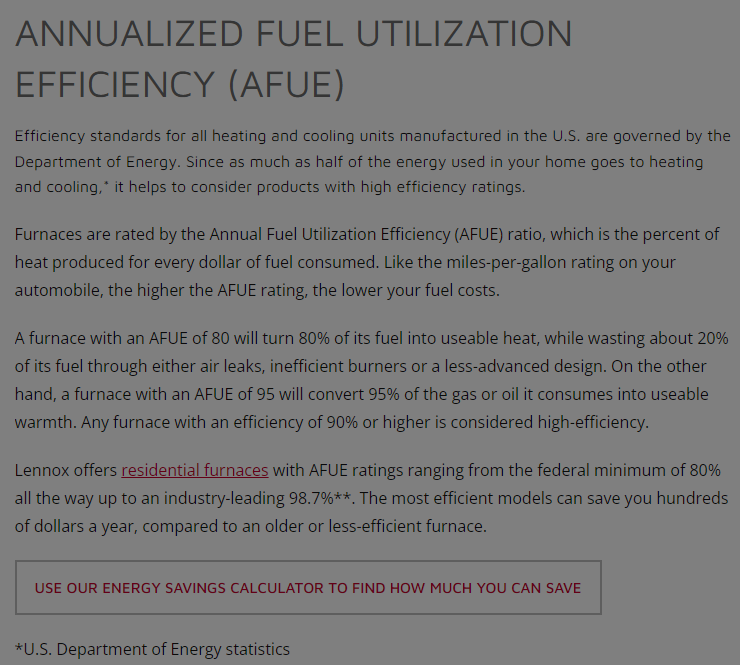 ANNUALIZED FUEL UTILIZATION
EFFICIENCY (AFUE)
Efficiency standards for all heating and cooling units manufactured in the U.S. are governed by the
Department of Energy. Since as much as half of the energy used in your home goes to heating
and cooling,* it helps to consider products with high efficiency ratings.
Furnaces are rated by the Annual Fuel Utilization Efficiency (AFUE) ratio, which is the percent of
heat produced for every dollar of fuel consumed. Like the miles-per-gallon rating on your
automobile, the higher the AFUE rating, the lower your fuel costs.
A furnace with an AFUE of 80 will turn 80% of its fuel into useable heat, while wasting about 20%
of its fuel through either air leaks, inefficient burners or a less-advanced design. On the other
hand, a furnace with an AFUE of 95 will convert 95% of the gas or oil it consumes into useable
warmth. Any furnace with an efficiency of 90% or higher is considered high-efficiency.
Lennox offers residential furnaces with AFUE ratings ranging from the federal minimum of 80%
all the way up to an industry-leading 98.7%**. The most efficient models can save you hundreds
of dollars a year, compared to an older or less-efficient furnace.
USE OUR ENERGY SAVINGS CALCULATOR TO FIND HOW MUCH YOU CAN SAVE
*U.S. Department of Energy statistics